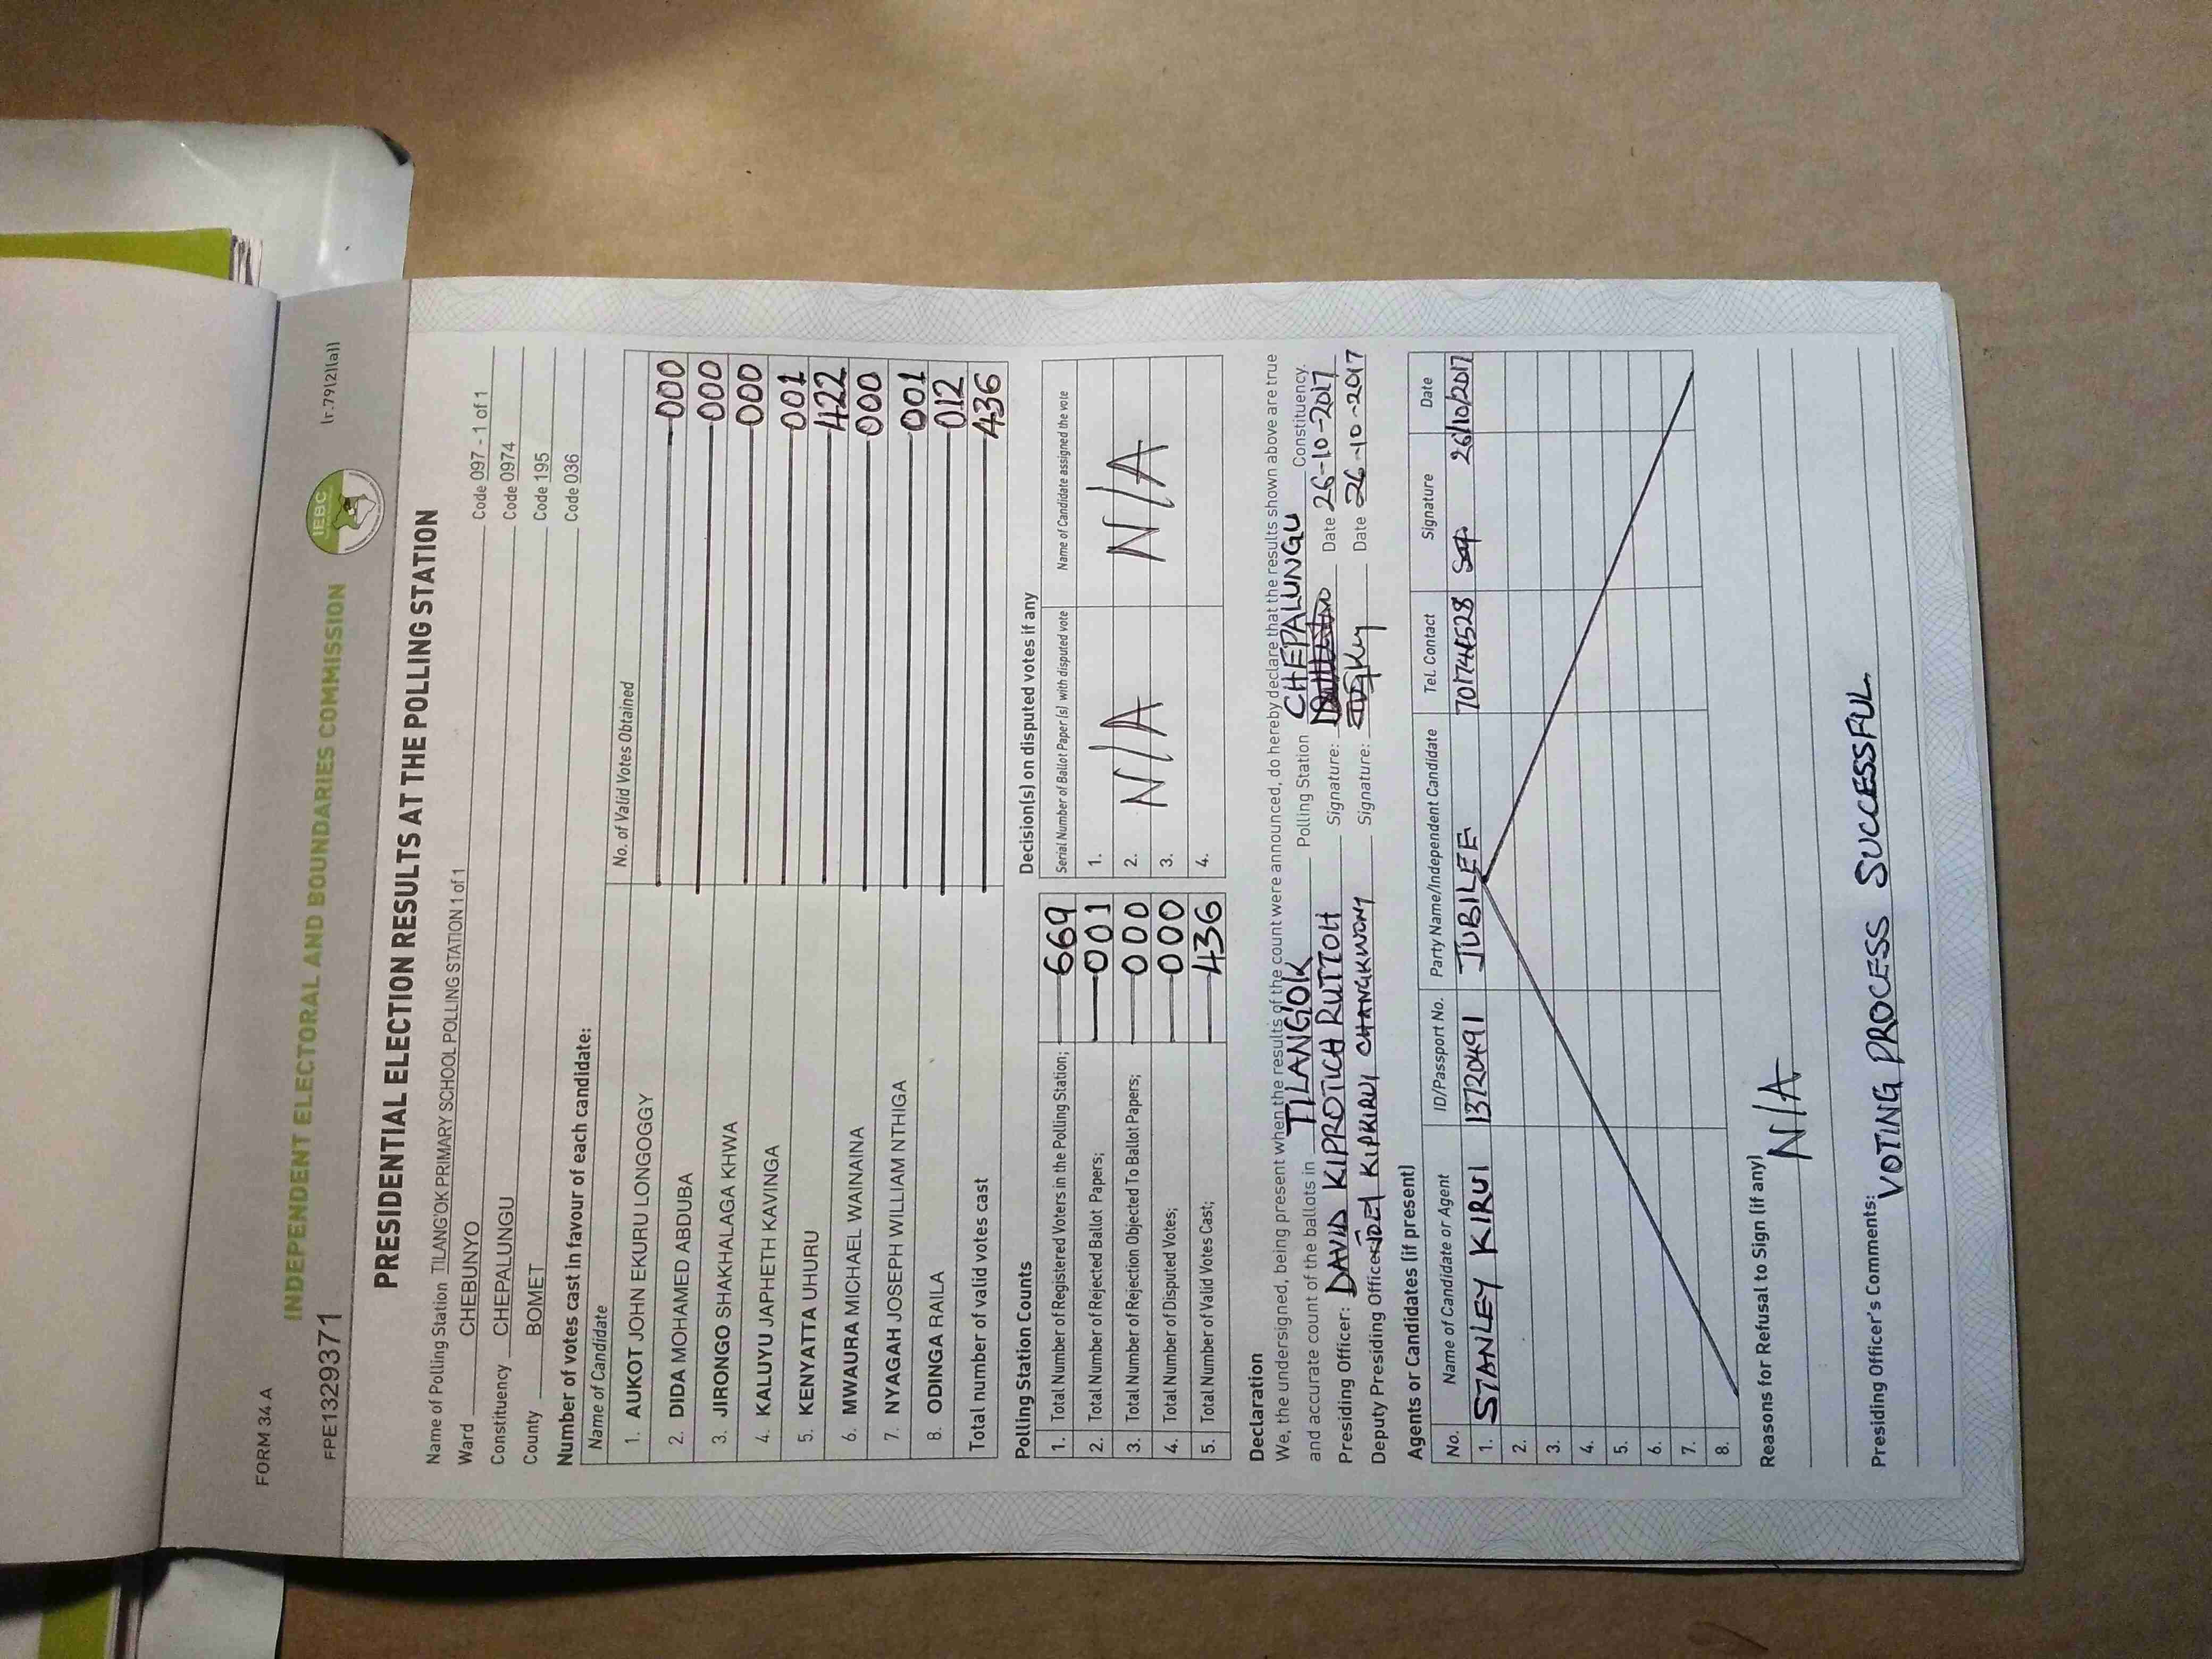 FORM 34 A
Ir.79(2)(a)]
INDEPENDENT ELECTORAL AND BOUNDARIES COMMISSION
IEBC
FPE1329371
PRESIDENTIAL ELECTION RESULTS AT THE POLLING STATION
Name of Polling Station TILANG'OK PRIMARY SCHOOL POLLING STATION 1 of 1 Code 097 - 1 of 1
Ward CHEBUNYO Code 0974
Constituency CHEPALUNGU Code 195
County BOMET Code 036
Number of votes cast in favour of each candidate:
Name of Candidate No. of Valid Votes Obtained
1. AUKOT JOHN EKURU LONGOGGY 000
2. DIDA MOHAMED ABDUBA 000
3. JIRONGO SHAKHALAGA KHWA 000
4. KALUYU JAPHETH KAVINGA 001
5. KENYATTA UHURU 422
6. MWAURA MICHAEL WAINAINA 000
7. NYAGAH JOSEPH WILLIAM NTHIGA 001
8. ODINGA RAILA 012
Total number of valid votes cast 436
Polling Station Counts
1. Total Number of Registered Voters in the Polling Station; 669
2. Total Number of Rejected Ballot Papers; 001
3. Total Number of Rejection Objected To Ballot Papers; 000
4. Total Number of Disputed Votes; 000
5. Total Number of Valid Votes Cast; 436
Decision(s) on disputed votes if any
Serial Number of Ballot Paper(s) with disputed vote Name of Candidate assigned the vote
1.
2. N/A N/A
3.
4.
Declaration
We, the undersigned, being present when the results of the count were announced, do hereby declare that the results shown above are true
and accurate count of the ballots in TILANGOK Polling Station CHEPALUNGU Constituency.
Presiding Officer: DAVID KIPROTICH RUTTOH Signature: Date 26-10-2017
Deputy Presiding Officer: JOEL KIPKIRUI CHANGKWONY Signature: Date 26-10-2017
Agents or Candidates (if present)
No. Name of Candidate or Agent ID/Passport No. Party Name/Independent Candidate Tel. Contact Signature Date
1. STANLEY KIRUI 13720491 JUBILEE 26/10/2017
2.
3.
4.
5.
6.
7.
8.
Reasons for Refusal to Sign (if any)
N/A
Presiding Officer's Comments:
VOTING PROCESS SUCCESSFUL